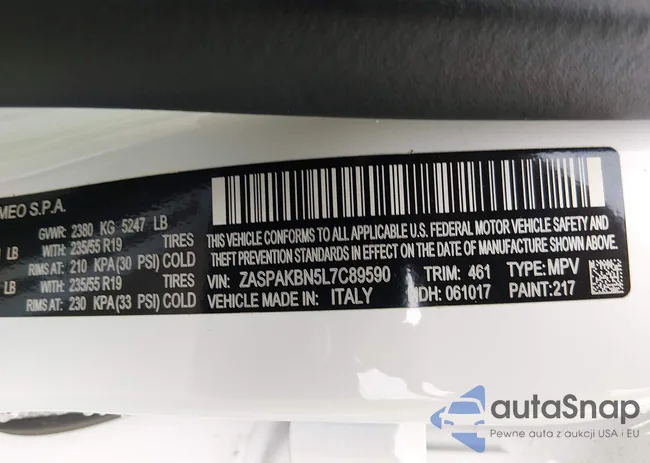 MEO S.P.A.
GVWR: 2380 KG 5247 LB
LB WITH: 235/55 R19 TIRES
RIMS AT: 210 KPA(30 PSI) COLD
LB WITH: 235/55 R19 TIRES
RIMS AT: 230 KPA(33 PSI) COLD
THIS VEHICLE CONFORMS TO ALL APPLICABLE U.S. FEDERAL MOTOR VEHICLE SAFETY AND
THEFT PREVENTION STANDARDS IN EFFECT ON THE DATE OF MANUFACTURE SHOWN ABOVE.
VIN: ZASPAKBN5L7C89590 TRIM: 461 TYPE: MPV
VEHICLE MADE IN: ITALY MDH: 061017 PAINT: 217
autaSnap
Pewne auta z aukcji USA i EU